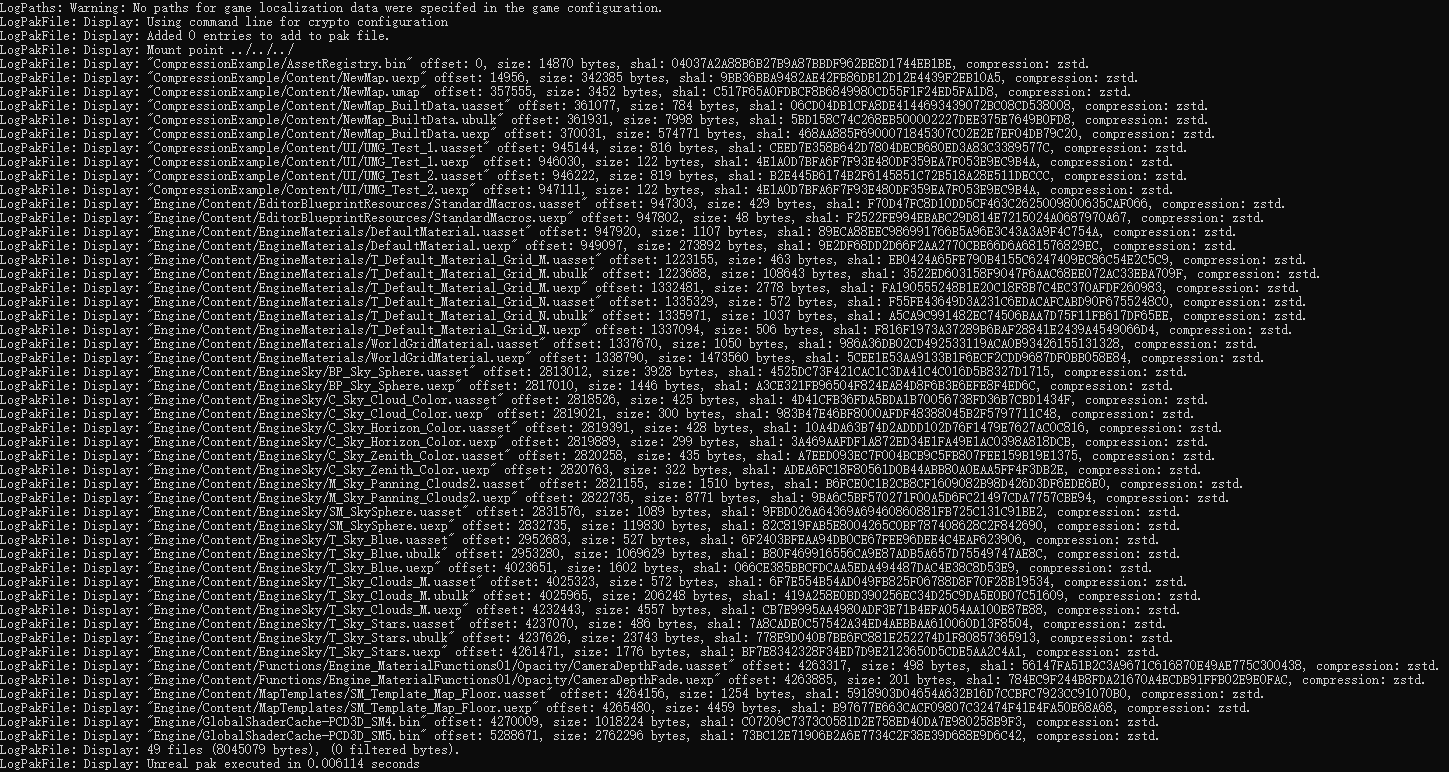 LogPaths: Warning: No paths for game localization data were specifed in the game configuration.
LogPakFile: Display: Using command line for crypto configuration
LogPakFile: Display: Added 0 entries to add to pak file.
LogPakFile: Display: Mount point ../../../
LogPakFile: Display: "CompressionExample/AssetRegistry.bin" offset: 0, size: 14870 bytes, sha1: 04037A2A88B6B27B9A87BBDF962BE8D1744EB1BE, compression: zstd.
LogPakFile: Display: "CompressionExample/Content/NewMap.uexp" offset: 14956, size: 342385 bytes, sha1: 9BB36BBA9482AE42FB86DB12D12E4439F2EB10A5, compression: zstd.
LogPakFile: Display: "CompressionExample/Content/NewMap.umap" offset: 357555, size: 3452 bytes, sha1: C517F65A0FDBCF8B6849980CD55F1F24ED5FA1D8, compression: zstd.
LogPakFile: Display: "CompressionExample/Content/NewMap_BuiltData.uasset" offset: 361077, size: 784 bytes, sha1: 06CD04DB1CFA8DE4144693439072BC08CD538008, compression: zstd.
LogPakFile: Display: "CompressionExample/Content/NewMap_BuiltData.ubulk" offset: 361931, size: 7998 bytes, sha1: 5BD158C74C268EB500002227DEE375E7649B0FD8, compression: zstd.
LogPakFile: Display: "CompressionExample/Content/NewMap_BuiltData.uexp" offset: 370031, size: 574771 bytes, sha1: 468AA885F6900071845307C02E2E7EF04DB79C20, compression: zstd.
LogPakFile: Display: "CompressionExample/Content/UI/UMG_Test_1.uasset" offset: 945144, size: 816 bytes, sha1: CEED7E358B642D7804DECB680ED3A83C3389577C, compression: zstd.
LogPakFile: Display: "CompressionExample/Content/UI/UMG_Test_1.uexp" offset: 946030, size: 122 bytes, sha1: 4E1A0D7BFA6F7F93E480DF359EA7F053E9EC9B4A, compression: zstd.
LogPakFile: Display: "CompressionExample/Content/UI/UMG_Test_2.uasset" offset: 946222, size: 819 bytes, sha1: B2E445B6174B2F6145851C72B518A28E511DECCC, compression: zstd.
LogPakFile: Display: "CompressionExample/Content/UI/UMG_Test_2.uexp" offset: 947111, size: 122 bytes, sha1: 4E1A0D7BFA6F7F93E480DF359EA7F053E9EC9B4A, compression: zstd.
LogPakFile: Display: "Engine/Content/EditorBlueprintResources/StandardMacros.uasset" offset: 947303, size: 429 bytes, sha1: F70D47FC8D10DD5CF463C2625009800635CAF066, compression: zstd.
LogPakFile: Display: "Engine/Content/EditorBlueprintResources/StandardMacros.uexp" offset: 947802, size: 48 bytes, sha1: F2522FE994EBABC29D814E7215024A0687970A67, compression: zstd.
LogPakFile: Display: "Engine/Content/EngineMaterials/DefaultMaterial.uasset" offset: 947920, size: 1107 bytes, sha1: 89ECA88EEC986991766B5A96E3C43A3A9F4C754A, compression: zstd.
LogPakFile: Display: "Engine/Content/EngineMaterials/DefaultMaterial.uexp" offset: 949097, size: 273892 bytes, sha1: 9E2DF68DD2D66F2AA2770CBE66D6A681576829EC, compression: zstd.
LogPakFile: Display: "Engine/Content/EngineMaterials/T_Default_Material_Grid_M.uasset" offset: 1223155, size: 463 bytes, sha1: EB0424A65FE790B4155C6247409EC86C54E2C5C9, compression: zstd.
LogPakFile: Display: "Engine/Content/EngineMaterials/T_Default_Material_Grid_M.ubulk" offset: 1223688, size: 108643 bytes, sha1: 3522ED603158F9047F6AAC68EE072AC33EBA709F, compression: zstd.
LogPakFile: Display: "Engine/Content/EngineMaterials/T_Default_Material_Grid_M.uexp" offset: 1332481, size: 2778 bytes, sha1: FA190555248B1E20C18F8B7C4EC370AFDF260983, compression: zstd.
LogPakFile: Display: "Engine/Content/EngineMaterials/T_Default_Material_Grid_N.uasset" offset: 1335329, size: 572 bytes, sha1: F55FE43649D3A231C6EDACAFCABD90F6755248C0, compression: zstd.
LogPakFile: Display: "Engine/Content/EngineMaterials/T_Default_Material_Grid_N.ubulk" offset: 1335971, size: 1037 bytes, sha1: A5CA9C991482EC74506BAA7D75F11FB617DF65EE, compression: zstd.
LogPakFile: Display: "Engine/Content/EngineMaterials/T_Default_Material_Grid_N.uexp" offset: 1337094, size: 506 bytes, sha1: F816F1973A37289B6BAF28841E2439A4549066D4, compression: zstd.
LogPakFile: Display: "Engine/Content/EngineMaterials/WorldGridMaterial.uasset" offset: 1337670, size: 1050 bytes, sha1: 986A36DB02CD492533119ACA0B93426155131328, compression: zstd.
LogPakFile: Display: "Engine/Content/EngineMaterials/WorldGridMaterial.uexp" offset: 1338790, size: 1473560 bytes, sha1: 5CEE1E53AA9133B1F6ECF2CDD9687DF0BB058E84, compression: zstd.
LogPakFile: Display: "Engine/Content/EngineSky/BP_Sky_Sphere.uasset" offset: 2813012, size: 3928 bytes, sha1: 4525DC73F421CAC1C3DA41C4C016D5B8327D1715, compression: zstd.
LogPakFile: Display: "Engine/Content/EngineSky/BP_Sky_Sphere.uexp" offset: 2817010, size: 1446 bytes, sha1: A3CE321FB96504F824EA84D8F6B3E6EFE8F4ED6C, compression: zstd.
LogPakFile: Display: "Engine/Content/EngineSky/C_Sky_Cloud_Color.uasset" offset: 2818526, size: 425 bytes, sha1: 4D41CFB36FDA5BDA1B70056738FD36B7CBD1434F, compression: zstd.
LogPakFile: Display: "Engine/Content/EngineSky/C_Sky_Cloud_Color.uexp" offset: 2819021, size: 300 bytes, sha1: 983B47E46BF8000AFDF48388045B2F5797711C48, compression: zstd.
LogPakFile: Display: "Engine/Content/EngineSky/C_Sky_Horizon_Color.uasset" offset: 2819391, size: 428 bytes, sha1: 10A4DA63B74D2ADDD102D76F1479E7627AC0C816, compression: zstd.
LogPakFile: Display: "Engine/Content/EngineSky/C_Sky_Horizon_Color.uexp" offset: 2819889, size: 299 bytes, sha1: 3A469AAFDF1A872ED34E1FA49E1AC0398A818DCB, compression: zstd.
LogPakFile: Display: "Engine/Content/EngineSky/C_Sky_Zenith_Color.uasset" offset: 2820258, size: 435 bytes, sha1: A7EED093EC7F004BCB9C5FB807FEE159B19E1375, compression: zstd.
LogPakFile: Display: "Engine/Content/EngineSky/C_Sky_Zenith_Color.uexp" offset: 2820763, size: 322 bytes, sha1: ADEA6FC18F80561D0B44ABB80A0EAA5FF4F3DB2E, compression: zstd.
LogPakFile: Display: "Engine/Content/EngineSky/M_Sky_Panning_Clouds2.uasset" offset: 2821155, size: 1510 bytes, sha1: B6FCE0C1B2CB8CF1609082B98D426D3DF6EDE6E0, compression: zstd.
LogPakFile: Display: "Engine/Content/EngineSky/M_Sky_Panning_Clouds2.uexp" offset: 2822735, size: 8771 bytes, sha1: 9BA6C5BF570271F00A5D6FC21497CDA7757CBE94, compression: zstd.
LogPakFile: Display: "Engine/Content/EngineSky/SM_SkySphere.uasset" offset: 2831576, size: 1089 bytes, sha1: 9FBD026A64369A69460860881FB725C131C91BE2, compression: zstd.
LogPakFile: Display: "Engine/Content/EngineSky/SM_SkySphere.uexp" offset: 2832735, size: 119830 bytes, sha1: 82C819FAB5E8004265C0BF787408628C2F842690, compression: zstd.
LogPakFile: Display: "Engine/Content/EngineSky/T_Sky_Blue.uasset" offset: 2952683, size: 527 bytes, sha1: 6F2403BFEAA94DB0CE67FEE96DEE4C4EAF623906, compression: zstd.
LogPakFile: Display: "Engine/Content/EngineSky/T_Sky_Blue.ubulk" offset: 2953280, size: 1069629 bytes, sha1: B80F469916556CA9E87ADB5A657D75549747AE8C, compression: zstd.
LogPakFile: Display: "Engine/Content/EngineSky/T_Sky_Blue.uexp" offset: 4023651, size: 1602 bytes, sha1: 066CE385BBCFDCAA5EDA494487DAC4E38C8D53E9, compression: zstd.
LogPakFile: Display: "Engine/Content/EngineSky/T_Sky_Clouds_M.uasset" offset: 4025323, size: 572 bytes, sha1: 6F7E554B54AD049FB825F06788D8F70F28B19534, compression: zstd.
LogPakFile: Display: "Engine/Content/EngineSky/T_Sky_Clouds_M.ubulk" offset: 4025965, size: 206248 bytes, sha1: 419A258E0BD390256EC34D25C9DA5E0B07C51609, compression: zstd.
LogPakFile: Display: "Engine/Content/EngineSky/T_Sky_Clouds_M.uexp" offset: 4232443, size: 4557 bytes, sha1: CB7E9995AA4980ADF3E71B4EFA054AA100E87E88, compression: zstd.
LogPakFile: Display: "Engine/Content/EngineSky/T_Sky_Stars.uasset" offset: 4237070, size: 486 bytes, sha1: 7A8CADE0C57542A34ED4AEBBAA610060D13F8504, compression: zstd.
LogPakFile: Display: "Engine/Content/EngineSky/T_Sky_Stars.ubulk" offset: 4237626, size: 23743 bytes, sha1: 778E9D040B7BE6FC881E252274D1F80857365913, compression: zstd.
LogPakFile: Display: "Engine/Content/EngineSky/T_Sky_Stars.uexp" offset: 4261471, size: 1776 bytes, sha1: BF7E8342328F34ED7D9E2123650D5CDE5AA2C4A1, compression: zstd.
LogPakFile: Display: "Engine/Content/Functions/Engine_MaterialFunctions01/Opacity/CameraDepthFade.uasset" offset: 4263317, size: 498 bytes, sha1: 56147FA51B2C3A9671C616870E49AE775C300438, compression: zstd.
LogPakFile: Display: "Engine/Content/Functions/Engine_MaterialFunctions01/Opacity/CameraDepthFade.uexp" offset: 4263885, size: 201 bytes, sha1: 784EC9F244B8FDA21670A4ECDB91FFB02E9E0FAC, compression: zstd.
LogPakFile: Display: "Engine/Content/MapTemplates/SM_Template_Map_Floor.uasset" offset: 4264156, size: 1254 bytes, sha1: 5918903D04654A632B16D7CCBFC7923CC91070B0, compression: zstd.
LogPakFile: Display: "Engine/Content/MapTemplates/SM_Template_Map_Floor.uexp" offset: 4265480, size: 4459 bytes, sha1: B97677E663CACF09807C32474F41E4FA50E68A68, compression: zstd.
LogPakFile: Display: "Engine/GlobalShaderCache-PCD3D_SM4.bin" offset: 4270009, size: 1018224 bytes, sha1: C07209C7373C0581D2E758ED40DA7E980258B9F3, compression: zstd.
LogPakFile: Display: "Engine/GlobalShaderCache-PCD3D_SM5.bin" offset: 5288671, size: 2762296 bytes, sha1: 73BC12E71906B2A6E7734C2F38E39D688E9D6C42, compression: zstd.
LogPakFile: Display: 49 files (8045079 bytes), (0 filtered bytes).
LogPakFile: Display: Unreal pak executed in 0.006114 seconds